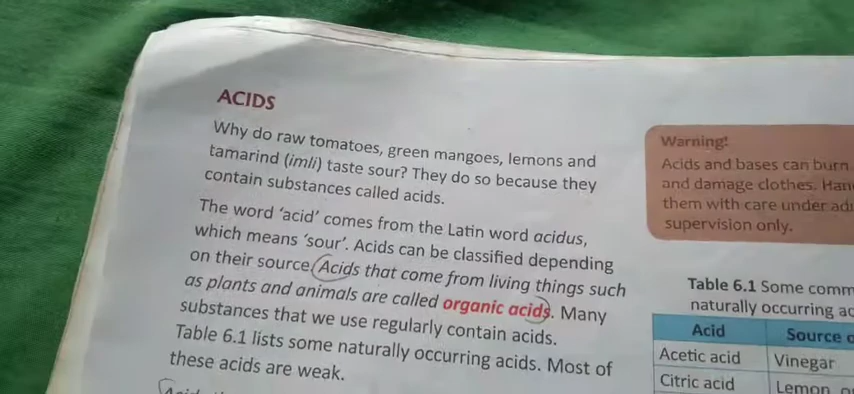 ACIDS
Why do raw tomatoes, green mangoes, lemons and
tamarind (imli) taste sour? They do so because they
contain substances called acids.
The word ‘acid’ comes from the Latin word acidus,
which means ‘sour’. Acids can be classified depending
on their source. Acids that come from living things such
as plants and animals are called organic acids. Many
substances that we use regularly contain acids.
Table 6.1 lists some naturally occurring acids. Most of
these acids are weak.
Warning!
Acids and bases can burn
and damage clothes.
them with care under
supervision only.
Table 6.1 Some
naturally occurring
Acid Source
Acetic acid Vinegar
Citric acid Lemon